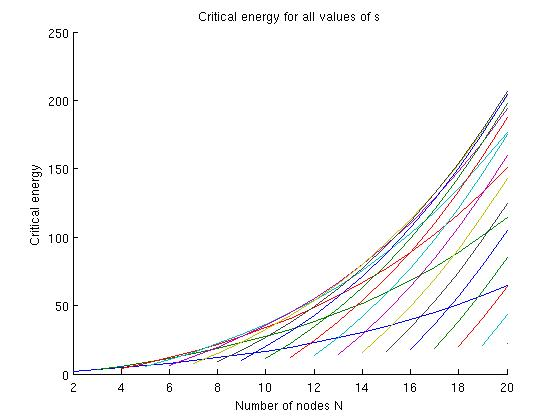 Critical energy for all values of s
250
200
150
100
50
0
2 4 6 8 10 12 14 16 18 20
Critical energy
Number of nodes N